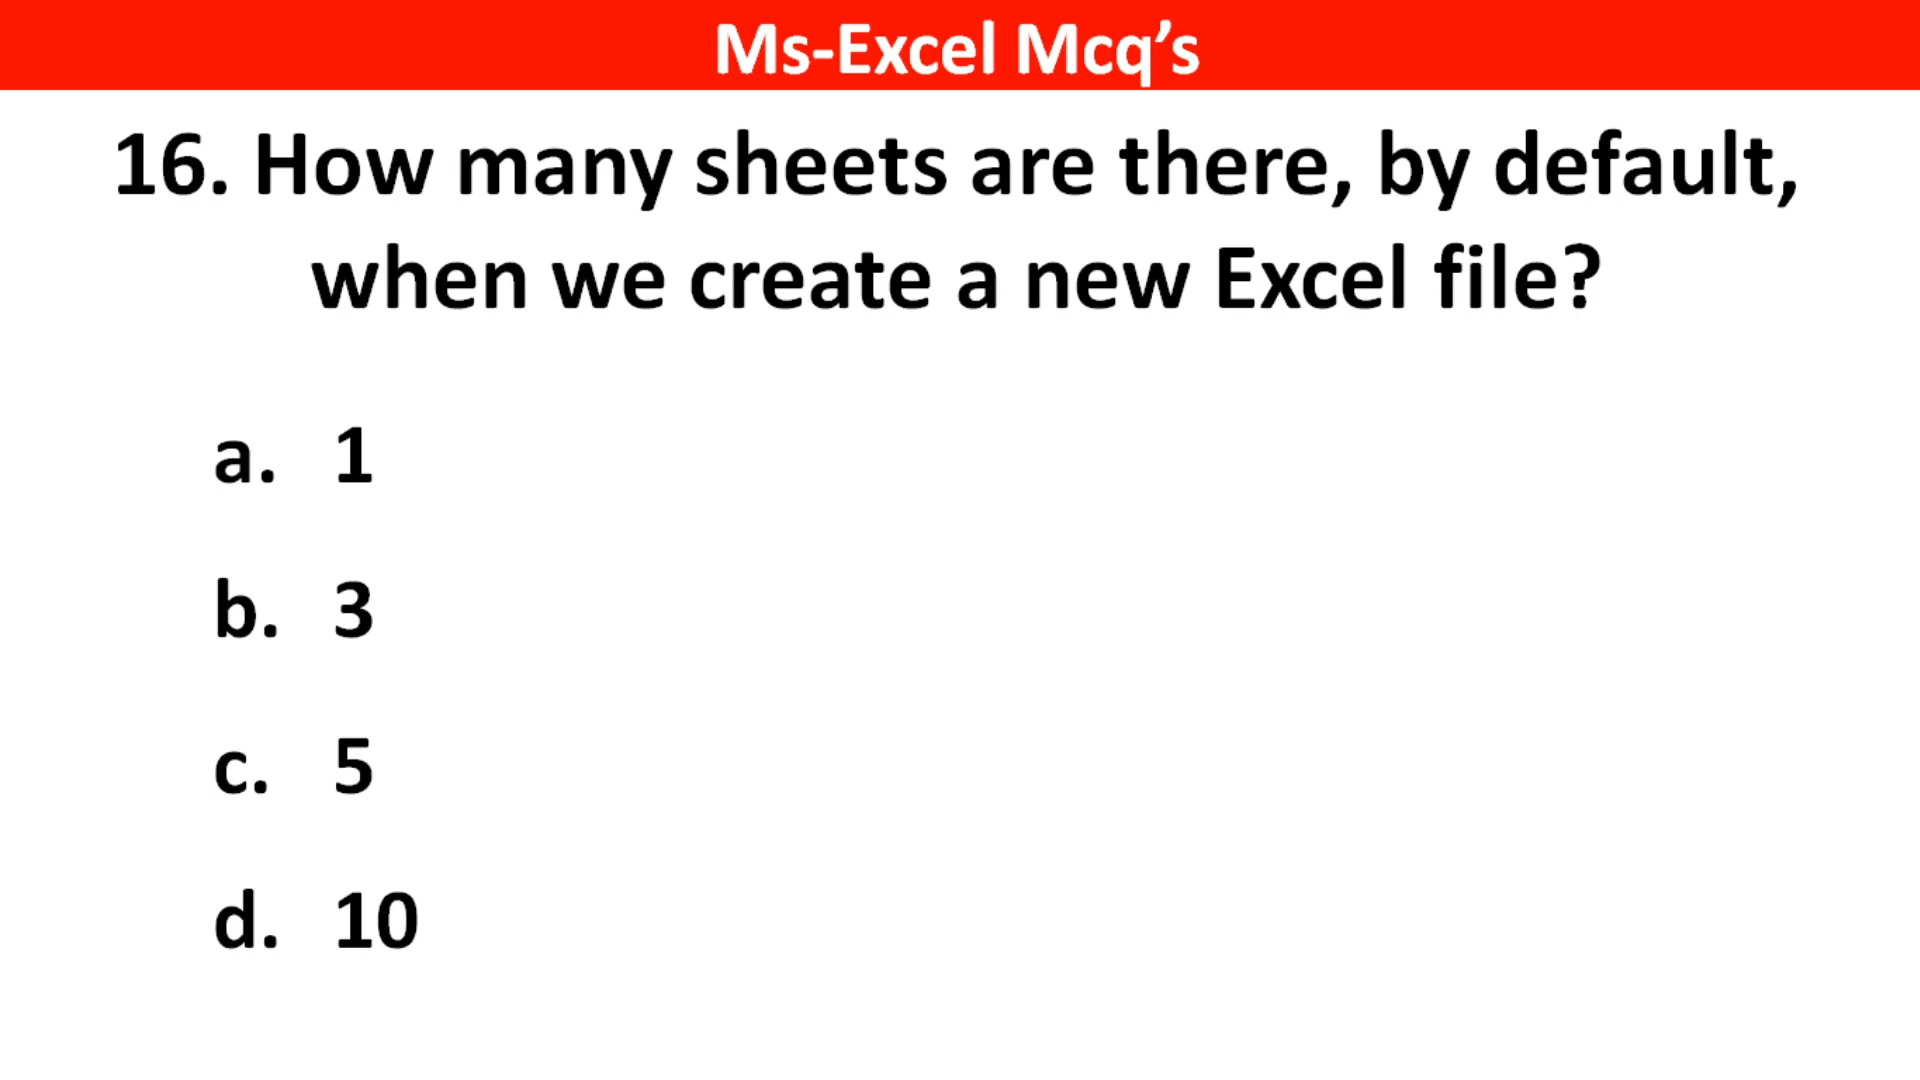 Ms-Excel Mcq’s
16. How many sheets are there, by default,
when we create a new Excel file?
a. 1
b. 3
c. 5
d. 10